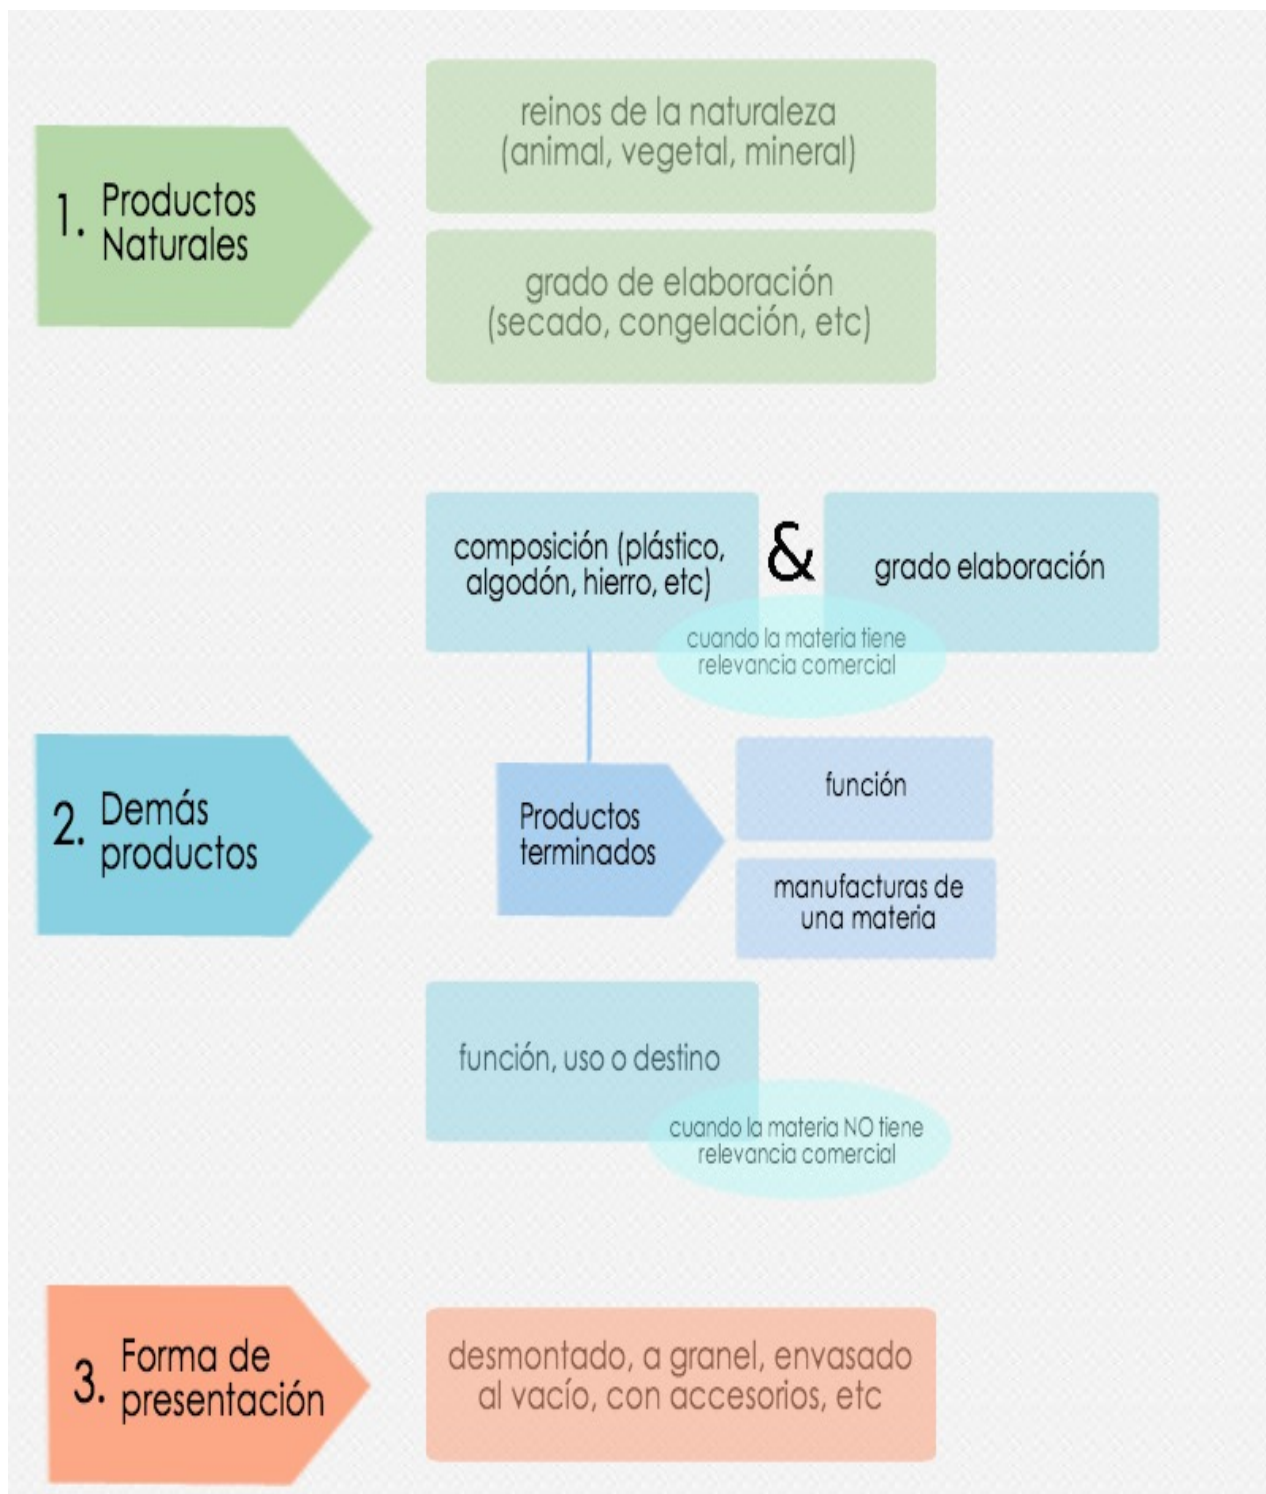 1. Productos
Naturales
reinos de la naturaleza
(animal, vegetal, mineral)
grado de elaboración
(secado, congelación, etc)
2. Demás
productos
composición (plástico,
algodón, hierro, etc)
&
grado elaboración
cuando la materia tiene
relevancia comercial
Productos
terminados
función
manufacturas de
una materia
función, uso o destino
cuando la materia NO tiene
relevancia comercial
3. Forma de
presentación
desmontado, a granel, envasado
al vacío, con accesorios, etc